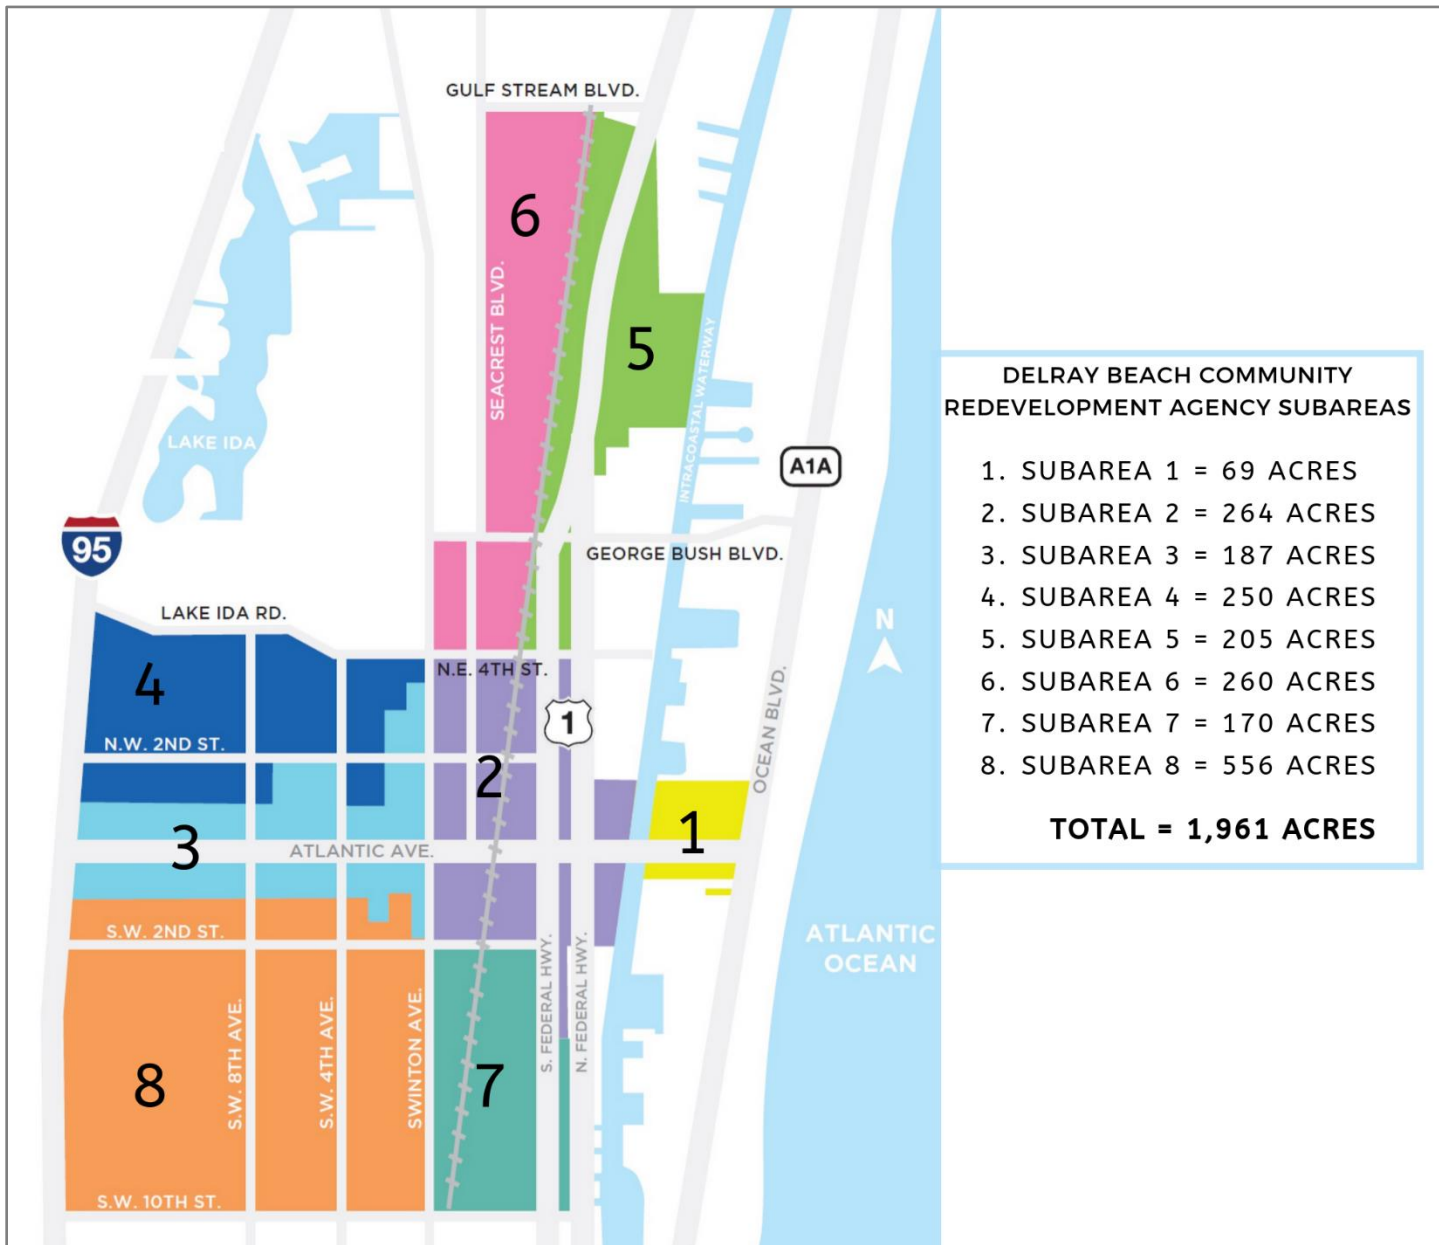 GULF STREAM BLVD.
6
SEACREST BLVD.
5
INTRACOASTAL WATERWAY
LAKE IDA
A1A
95
GEORGE BUSH BLVD.
LAKE IDA RD.
N
4
N.E. 4TH ST.
1
OCEAN BLVD.
N.W. 2ND ST.
2
3
ATLANTIC AVE.
1
S.W. 2ND ST.
ATLANTIC
OCEAN
S. FEDERAL HWY.
N. FEDERAL HWY.
S.W. 8TH AVE.
S.W. 4TH AVE.
SWINTON AVE.
8
7
S.W. 10TH ST.
DELRAY BEACH COMMUNITY
REDEVELOPMENT AGENCY SUBAREAS
1. SUBAREA 1 = 69 ACRES
2. SUBAREA 2 = 264 ACRES
3. SUBAREA 3 = 187 ACRES
4. SUBAREA 4 = 250 ACRES
5. SUBAREA 5 = 205 ACRES
6. SUBAREA 6 = 260 ACRES
7. SUBAREA 7 = 170 ACRES
8. SUBAREA 8 = 556 ACRES
TOTAL = 1,961 ACRES